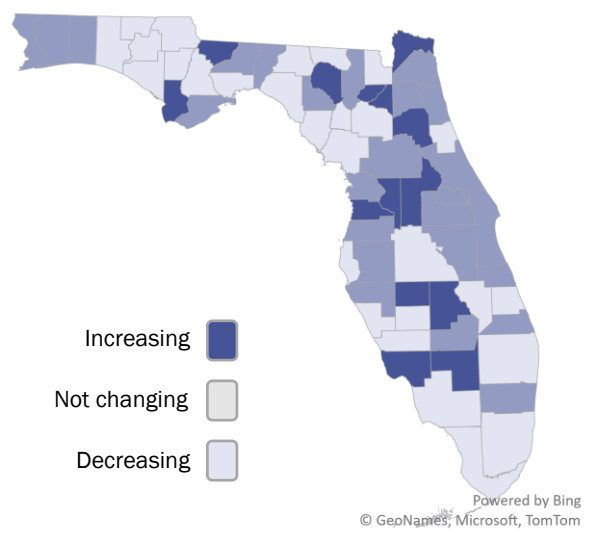 Increasing
Not changing
Decreasing
Powered by Bing
© GeoNames, Microsoft, TomTom